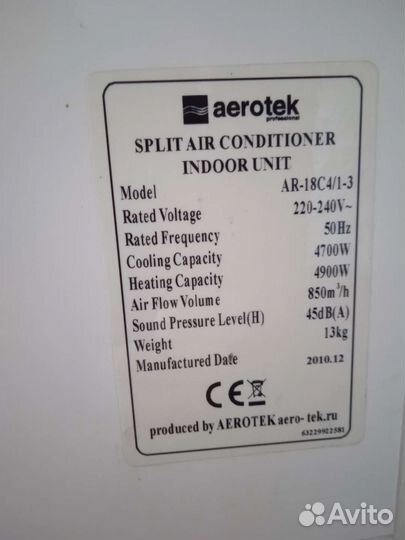 aerotek
professional
SPLIT AIR CONDITIONER
INDOOR UNIT
Model AR-18C4/1-3
Rated Voltage 220-240V~
Rated Frequency 50Hz
Cooling Capacity 4700W
Heating Capacity 4900W
Air Flow Volume 850m³/h
Sound Pressure Level(H) 45dB(A)
Weight 13kg
Manufactured Date 2010.12
CE
produced by AEROTEK aero-tek.ru
63229922581
Avito